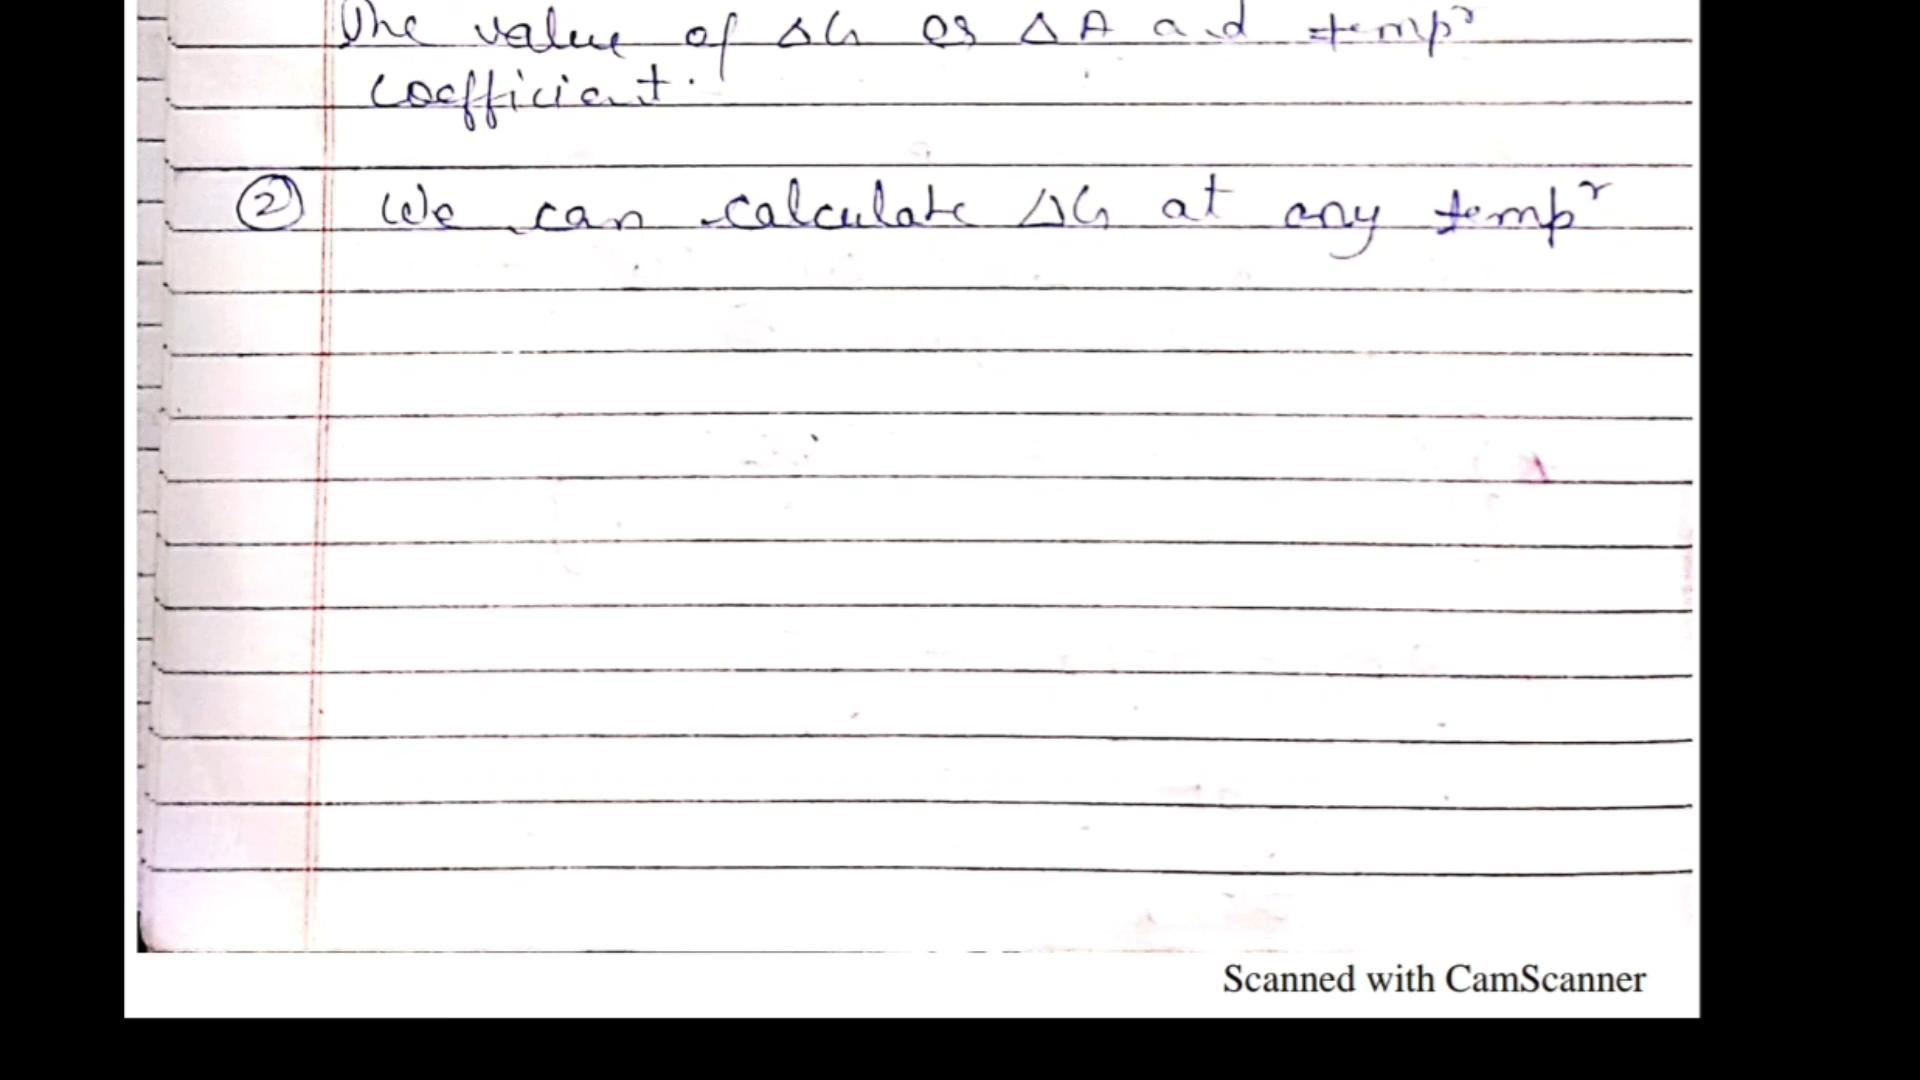 The value of ΔG or ΔA and tempr
coefficient.
② We can calculate ΔG at any tempr
Scanned with CamScanner